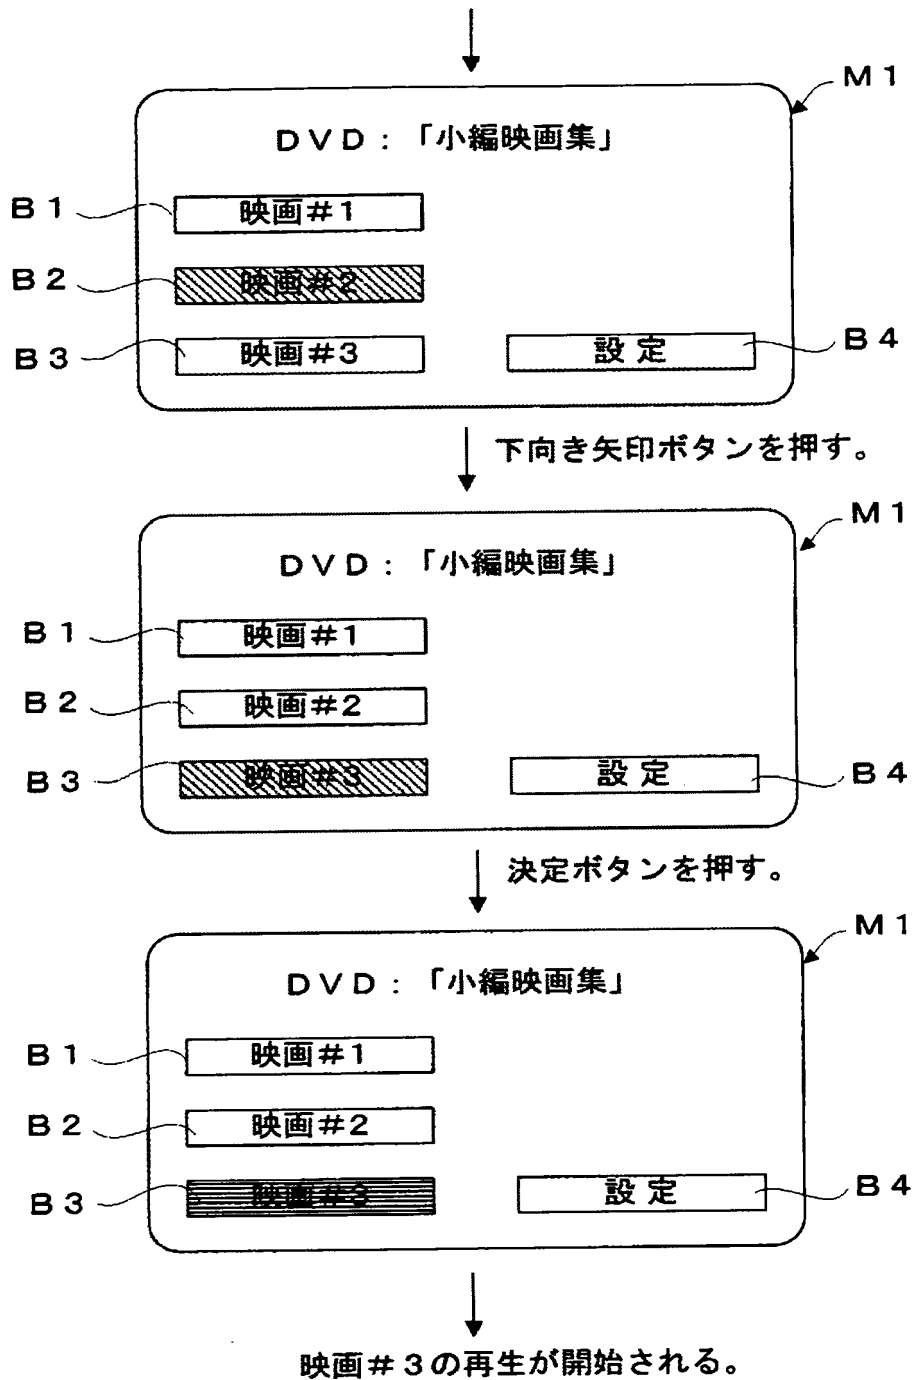 M1
DVD:「小編映画集」
B1 映画#1
B2 映画#2
B3 映画#3 設定 B4
下向き矢印ボタンを押す。
M1
DVD:「小編映画集」
B1 映画#1
B2 映画#2
B3 映画#3 設定 B4
決定ボタンを押す。
M1
DVD:「小編映画集」
B1 映画#1
B2 映画#2
B3 映画#3 設定 B4
映画#3の再生が開始される。